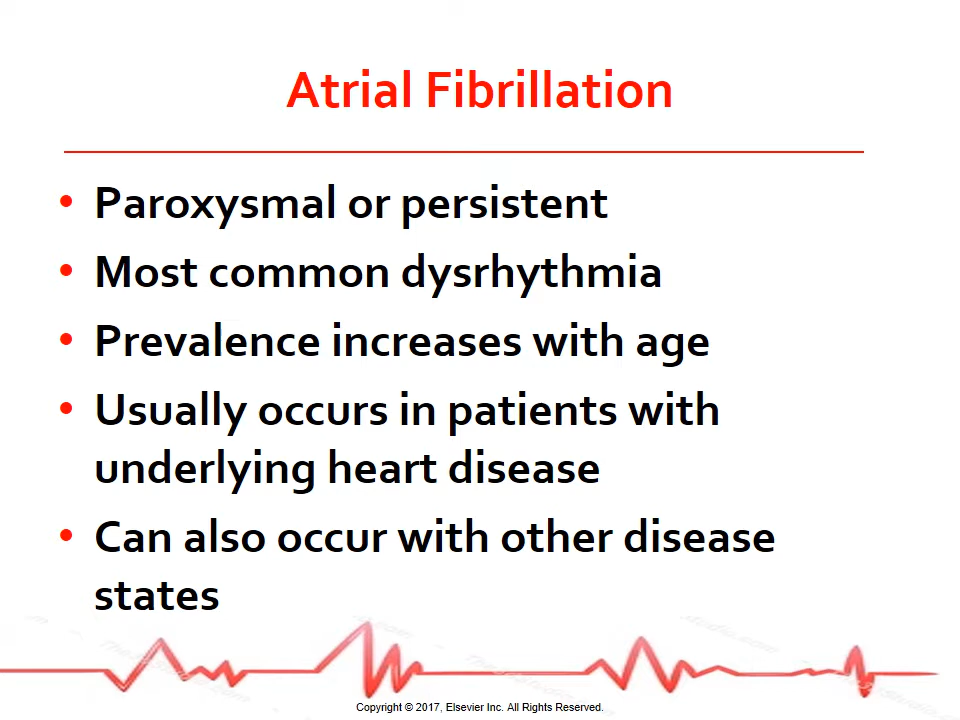 Atrial Fibrillation
• Paroxysmal or persistent
• Most common dysrhythmia
• Prevalence increases with age
• Usually occurs in patients with
underlying heart disease
• Can also occur with other disease
states
Copyright © 2017, Elsevier Inc. All Rights Reserved.